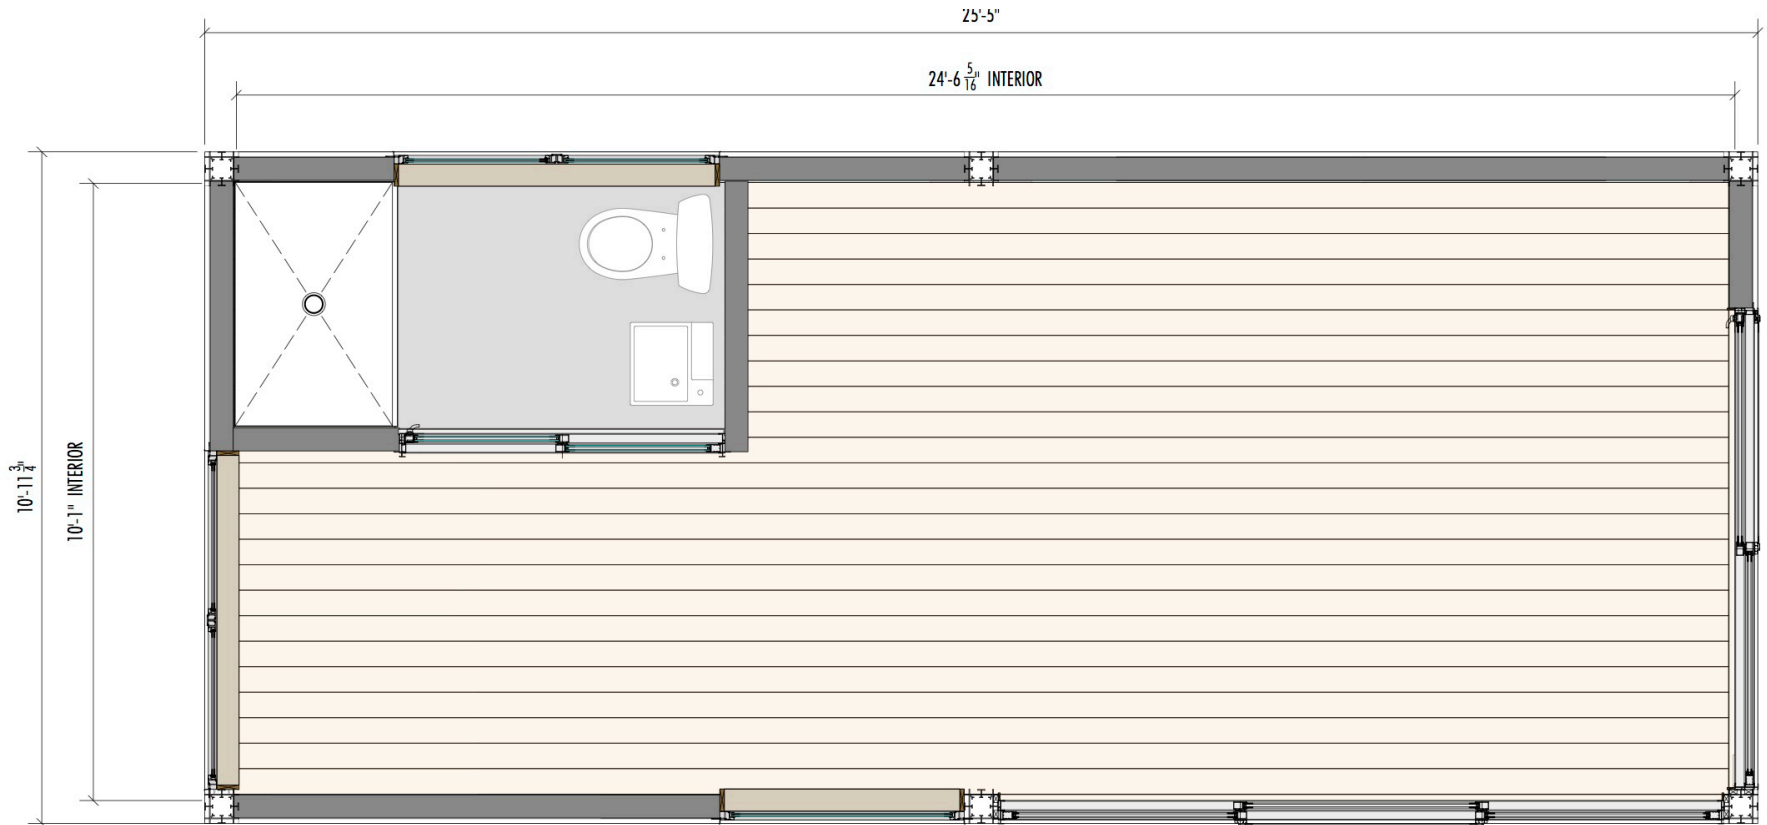 25'-5"
24'-6 5/16" INTERIOR
10'-11 3/4"
10'-1" INTERIOR